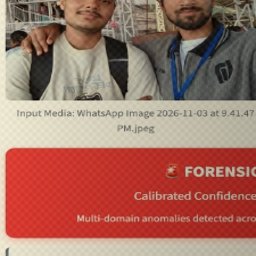 Input Media: WhatsApp Image 2026-11-03 at 9.41.47
PM.jpeg
FORENSIC
Calibrated Confidence
Multi-domain anomalies detected acro